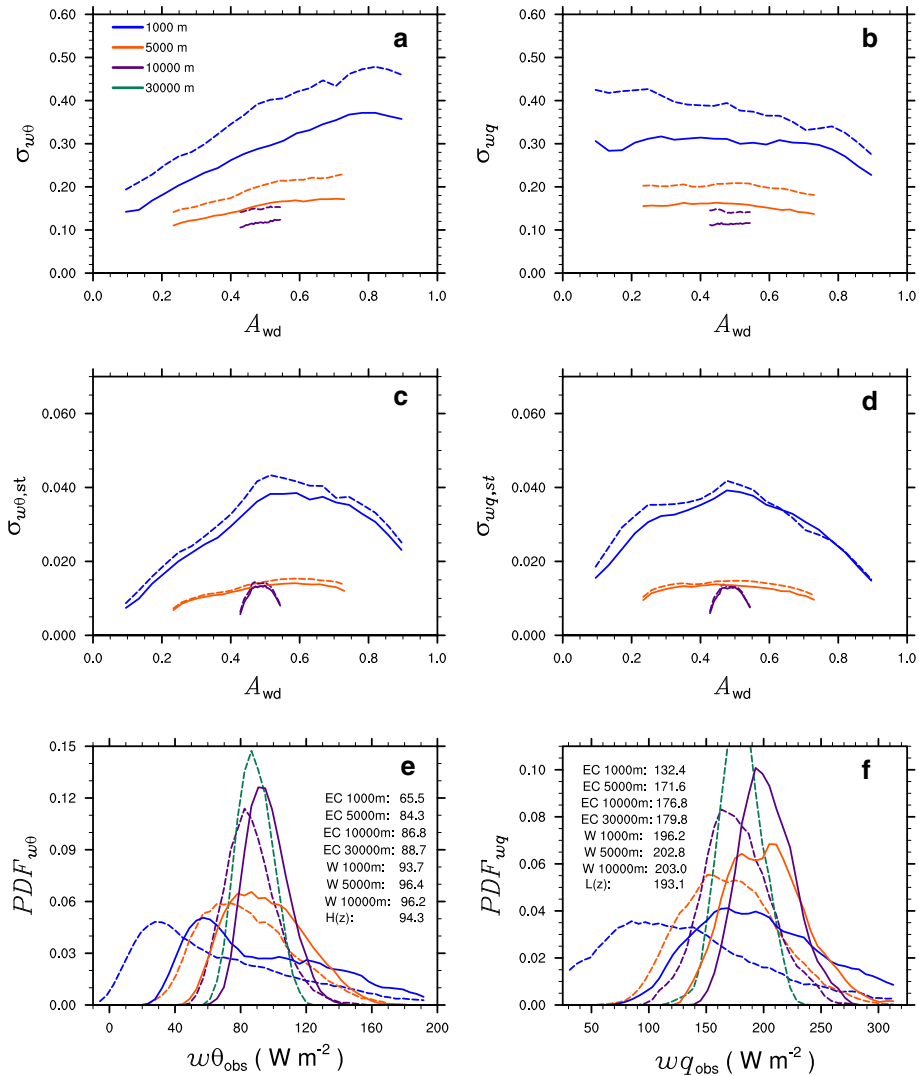 a
1000 m
5000 m
10000 m
30000 m
0.60
0.50
0.40
0.30
0.20
0.10
0.00
σwθ
0.0 0.2 0.4 0.6 0.8 1.0
Awd
b
0.60
0.50
0.40
0.30
0.20
0.10
0.00
σwq
0.0 0.2 0.4 0.6 0.8 1.0
Awd
c
0.060
0.040
0.020
0.000
σwθ,st
0.0 0.2 0.4 0.6 0.8 1.0
Awd
d
0.060
0.040
0.020
0.000
σwq,st
0.0 0.2 0.4 0.6 0.8 1.0
Awd
e
0.15
0.12
0.09
0.06
0.03
0.00
PDFwθ
EC 1000m: 65.5
EC 5000m: 84.3
EC 10000m: 86.8
EC 30000m: 88.7
W 1000m: 93.7
W 5000m: 96.4
W 10000m: 96.2
H(z): 94.3
0 40 80 120 160 200
wθobs ( W m-2 )
f
0.10
0.08
0.06
0.04
0.02
0.00
PDFwq
EC 1000m: 132.4
EC 5000m: 171.6
EC 10000m: 176.8
EC 30000m: 179.8
W 1000m: 196.2
W 5000m: 202.8
W 10000m: 203.0
L(z): 193.1
50 100 150 200 250 300
wqobs ( W m-2 )